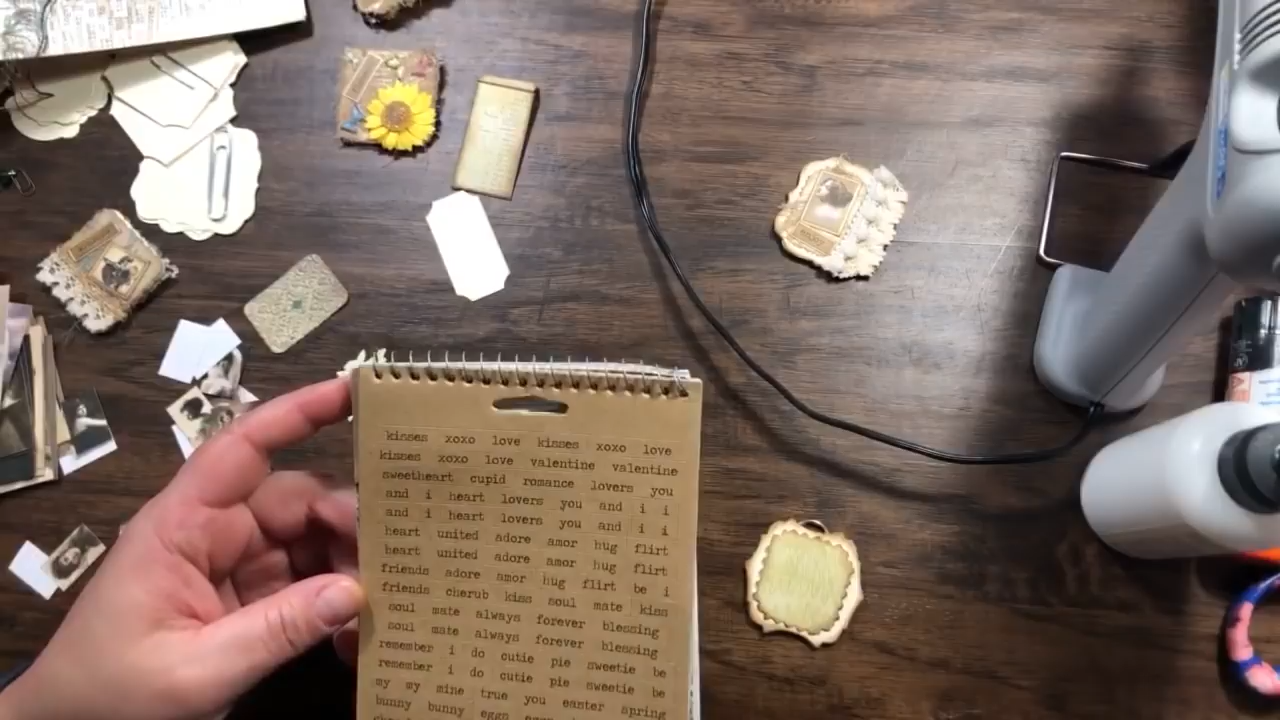 kisses xoxo love kisses xoxo love
kisses xoxo love valentine valentine
sweetheart cupid romance lovers you
and i heart lovers you and i i
and i heart lovers you and i i
heart united adore amor hug flirt
heart united adore amor hug flirt
friends adore amor hug flirt be i
friends cherub kiss soul mate kiss
soul mate always forever blessing
soul mate always forever blessing
remember i do cutie pie sweetie be
remember i do cutie pie sweetie be
my my mine true you easter spring
bunny bunny eggs